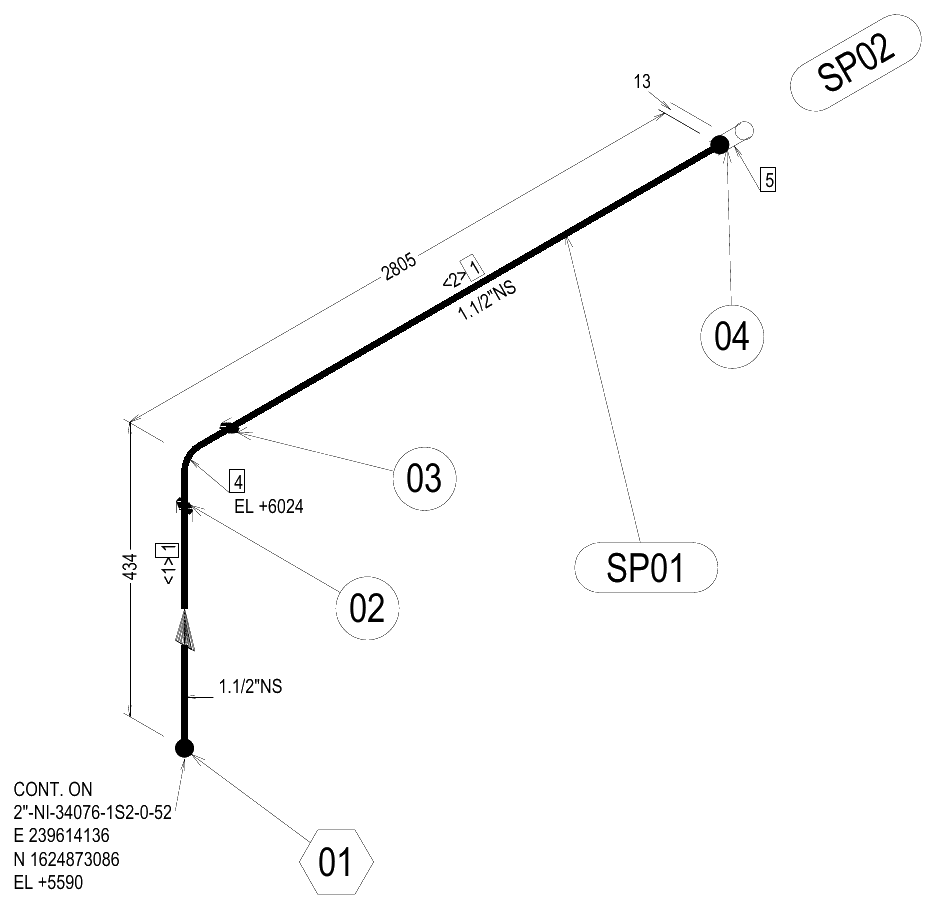 SP02
13
5
2805
<2> 1
1.1/2"NS
04
03
4
EL +6024
434
<1> 1
SP01
02
1.1/2"NS
CONT. ON
2"-NI-34076-1S2-0-52
E 239614136
N 1624873086
EL +5590
01